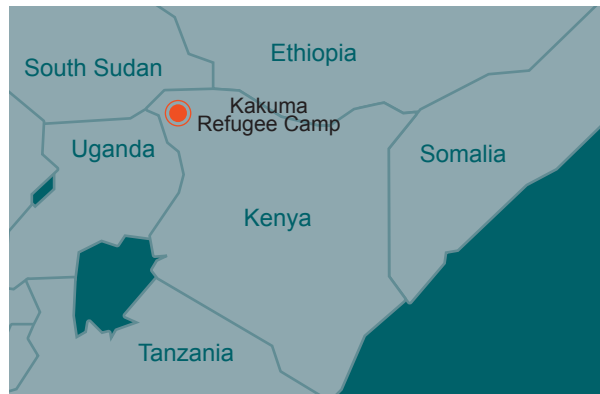 Ethiopia
South Sudan
Kakuma
Refugee Camp
Uganda
Somalia
Kenya
Tanzania